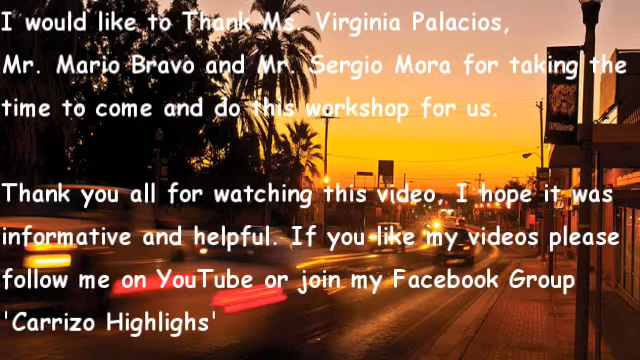 I would like to Thank Ms. Virginia Palacios,
Mr. Mario Bravo and Mr. Sergio Mora for taking the
time to come and do this workshop for us.
Thank you all for watching this video. I hope it was
informative and helpful. If you like my videos please
follow me on YouTube or join my Facebook Group
'Carrizo Highlighs'